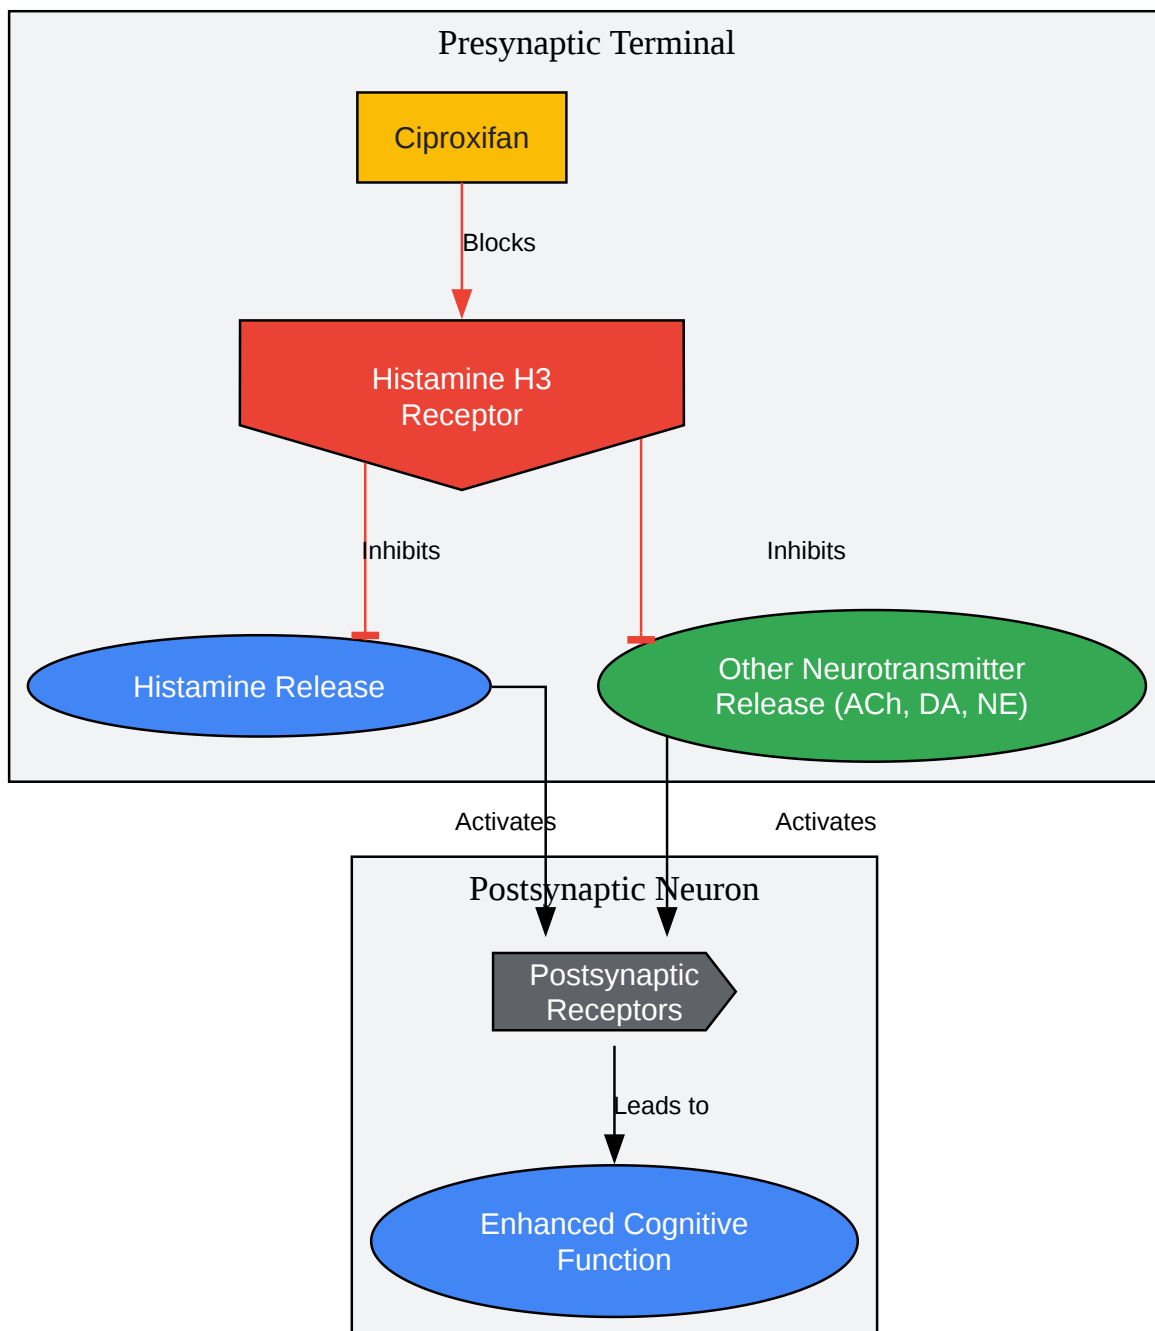 Presynaptic Terminal
Ciproxifan
Blocks
Histamine H3
Receptor
Inhibits
Inhibits
Histamine Release
Other Neurotransmitter
Release (ACh, DA, NE)
Activates
Activates
Postsynaptic Neuron
Postsynaptic
Receptors
Leads to
Enhanced Cognitive
Function